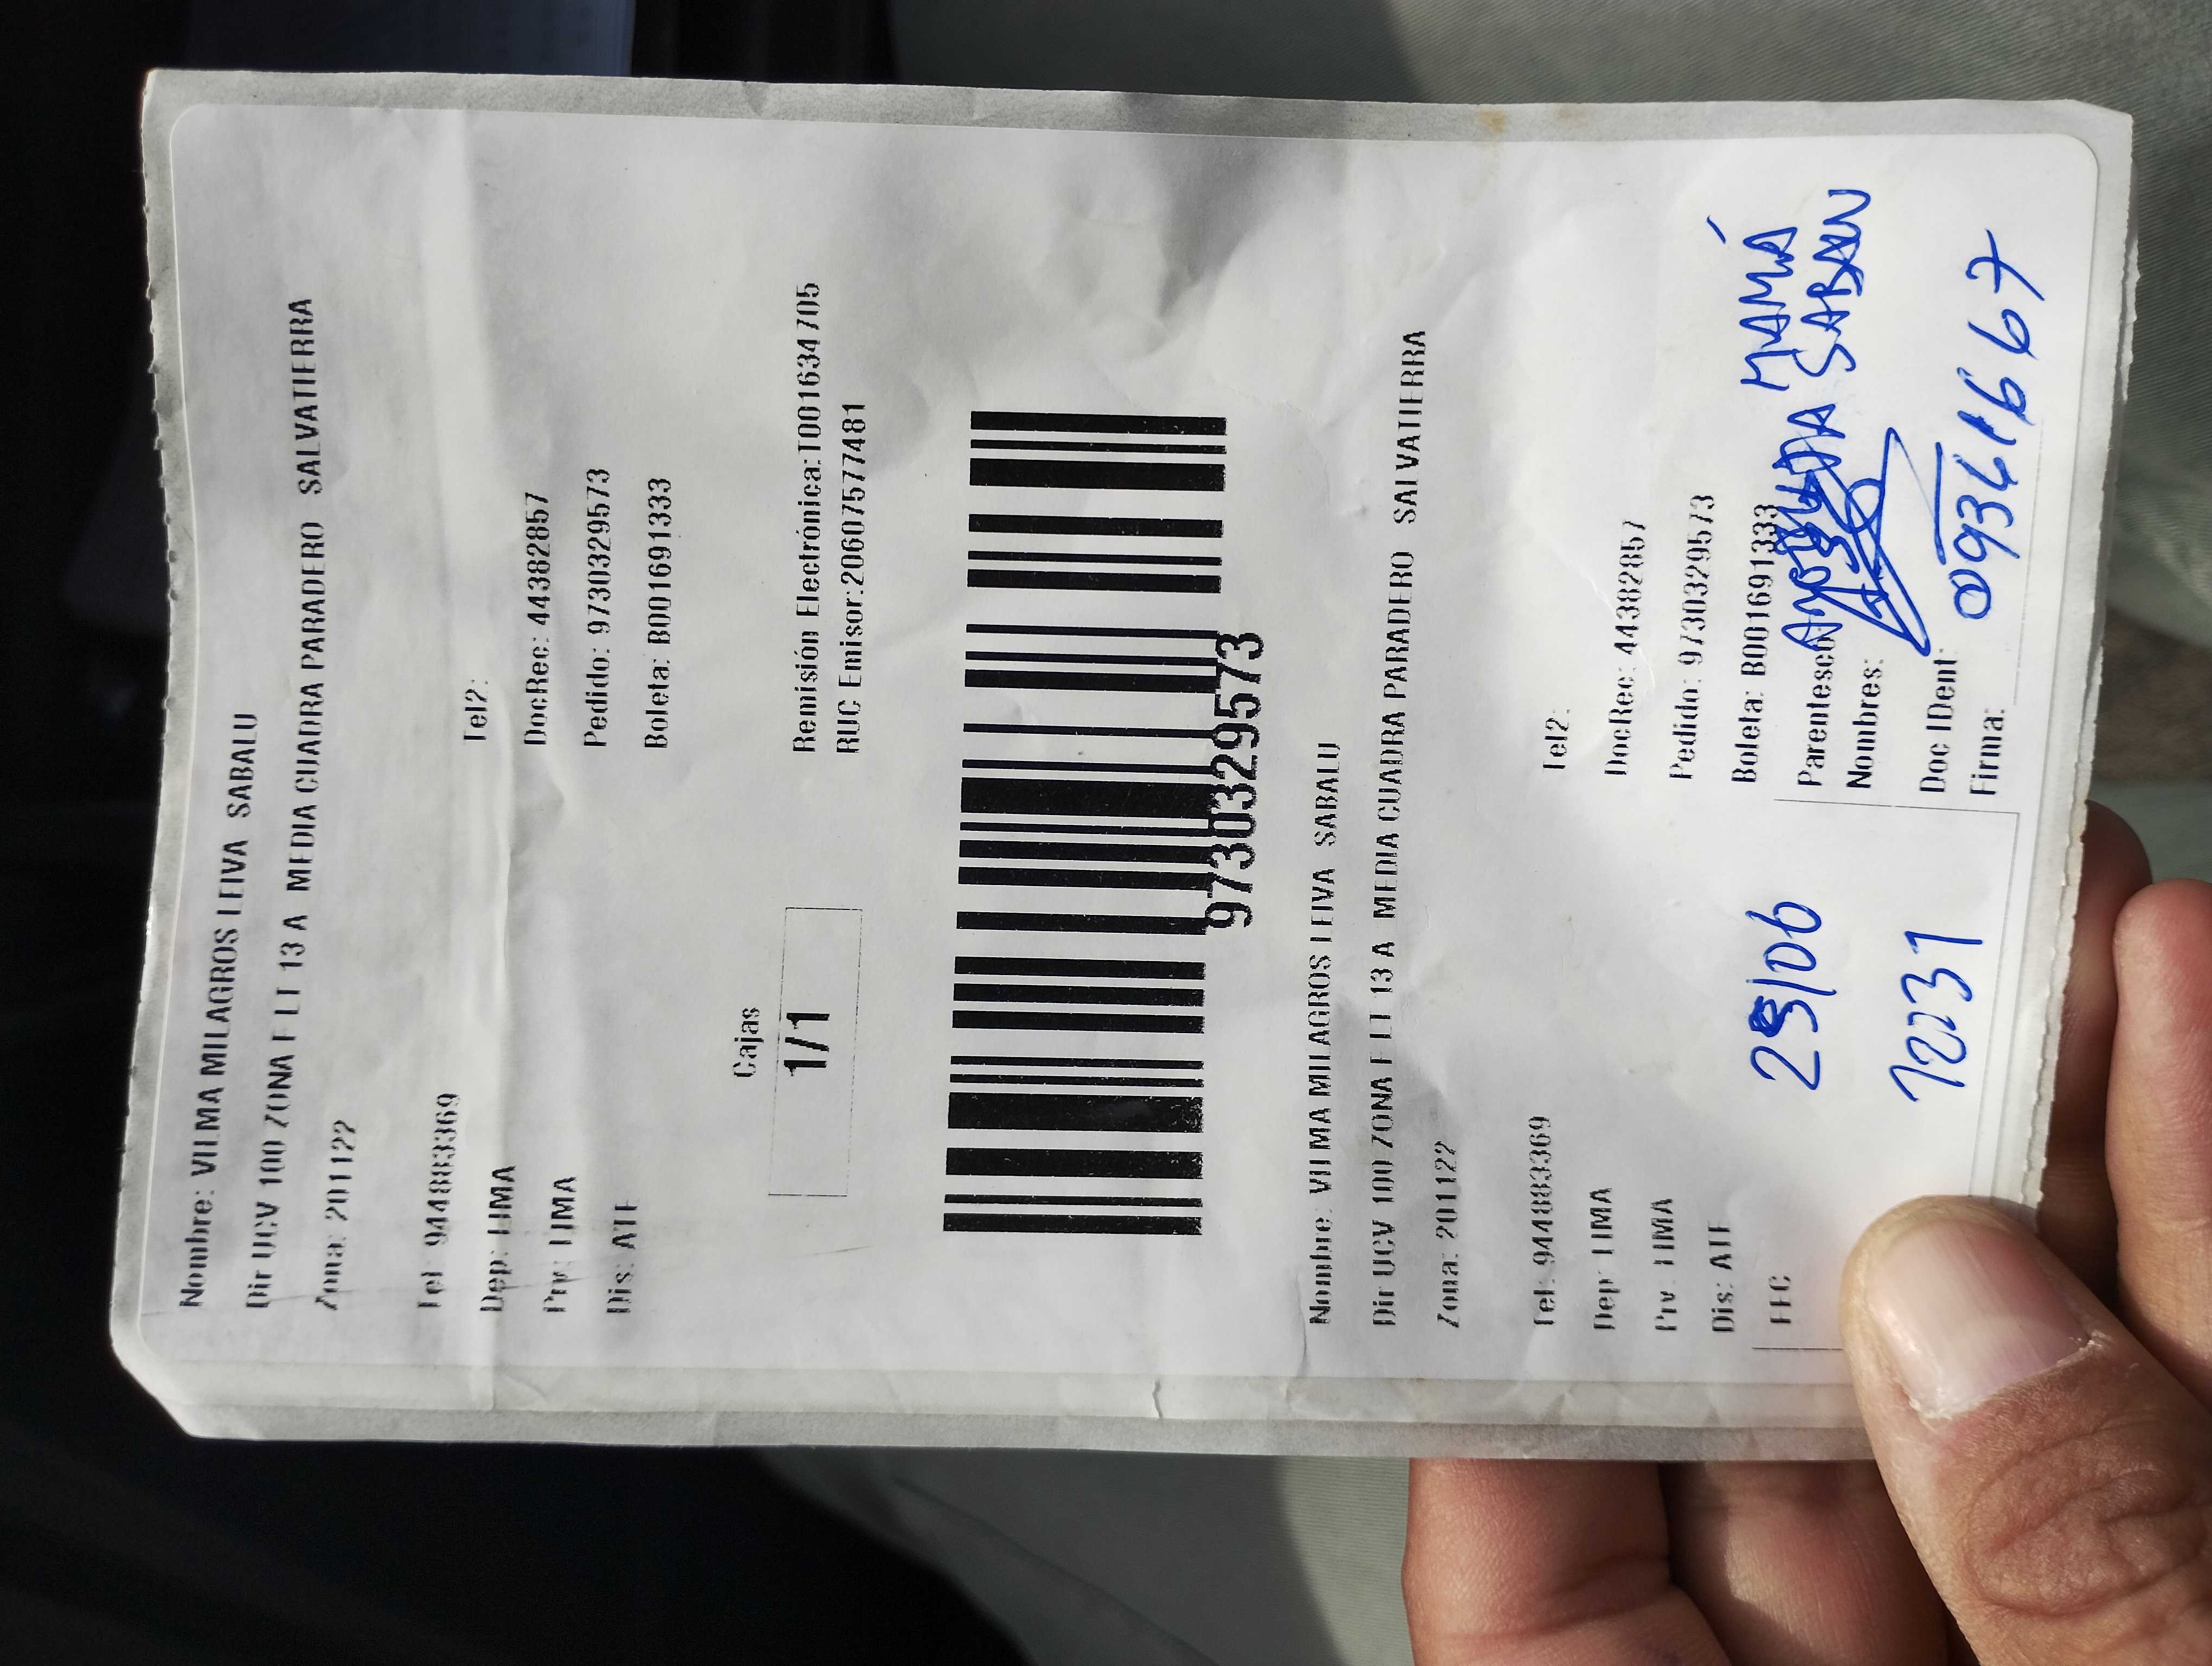 Nombre: VILMA MILAGROS LEIVA SABALU
Dir UCV 100 ZONA F LT 13 A MEDIA CUADRA PARADERO SALVATIERRA
Zona: 201122
Tel: 944883369
Tel2:
Dep: LIMA
DocRec: 44382857
Prv: LIMA
Pedido: 9730329573
Dis: ATE
Boleta: B001691333
Cajas
1/1
Remisión Electrónica:T001634705
RUC Emisor:20607577481
9730329573
Nombre: VILMA MILAGROS LEIVA SABALU
Dir UCV 100 ZONA F LT 13 A MEDIA CUADRA PARADERO SALVATIERRA
Zona: 201122
Tel: 944883369
Tel2:
Dep: LIMA
DocRec: 44382857
Prv: LIMA
Pedido: 9730329573
Dis: ATE
Boleta: B001691333
FEC
25/06
Parentesco: MAMÁ
Nombres:
1231
Doc IDent:
Firma: